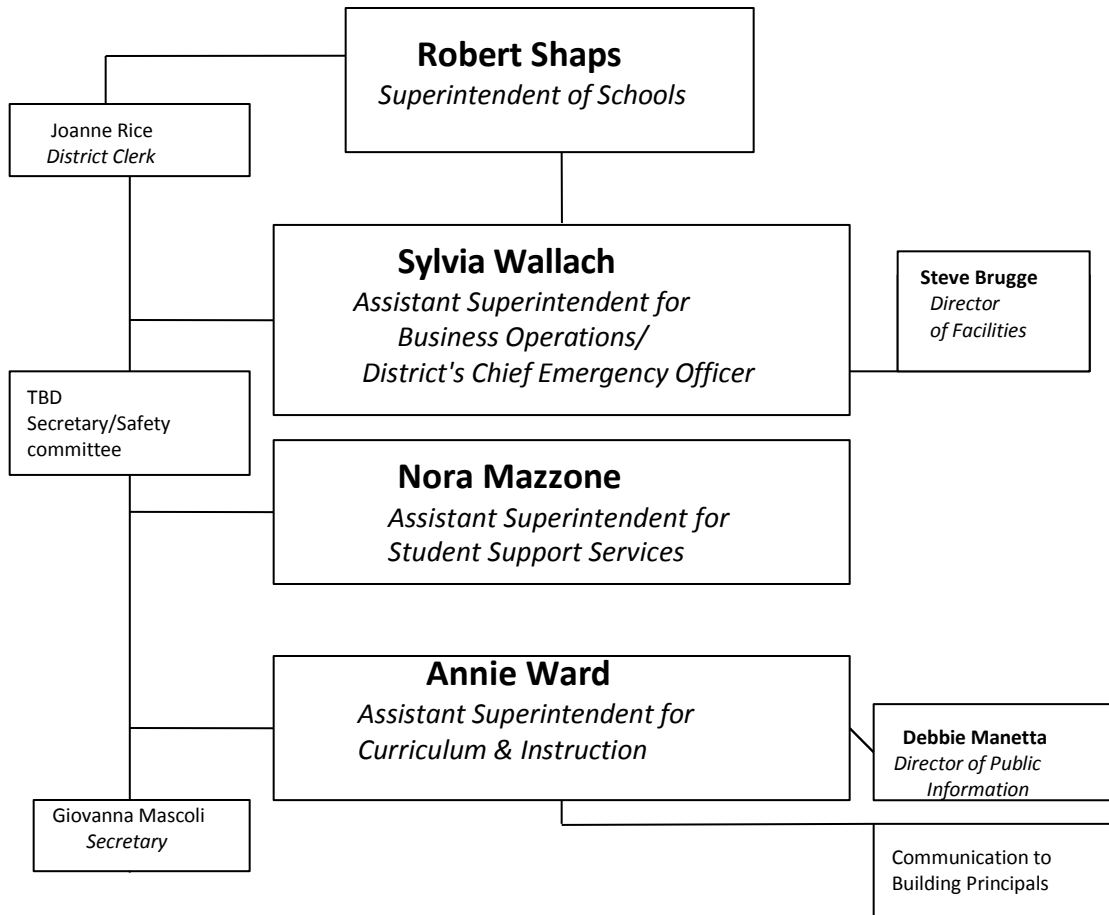 Robert Shaps
Superintendent of Schools
Joanne Rice
District Clerk
Sylvia Wallach
Assistant Superintendent for
Business Operations/
District's Chief Emergency Officer
Steve Brugge
Director
of Facilities
TBD
Secretary/Safety
committee
Nora Mazzone
Assistant Superintendent for
Student Support Services
Annie Ward
Assistant Superintendent for
Curriculum & Instruction
Debbie Manetta
Director of Public
Information
Giovanna Mascoli
Secretary
Communication to
Building Principals